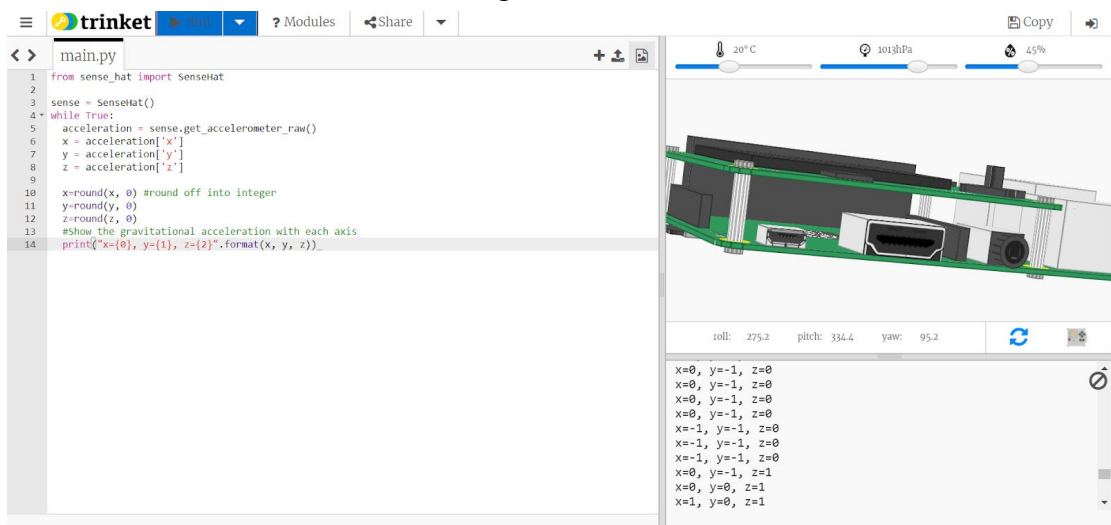 trinket Run ? Modules Share Copy
main.py
20° C 1013hPa 45%
1 from sense_hat import SenseHat
2
3 sense = SenseHat()
4 while True:
5 acceleration = sense.get_accelerometer_raw()
6 x = acceleration['x']
7 y = acceleration['y']
8 z = acceleration['z']
9
10 x=round(x, 0) #round off into integer
11 y=round(y, 0)
12 z=round(z, 0)
13 #Show the gravitational acceleration with each axis
14 print("x={0}, y={1}, z={2}".format(x, y, z))_
roll: 275.2 pitch: 334.4 yaw: 95.2
x=0, y=-1, z=0
x=0, y=-1, z=0
x=0, y=-1, z=0
x=0, y=-1, z=0
x=-1, y=-1, z=0
x=-1, y=-1, z=0
x=-1, y=-1, z=0
x=0, y=-1, z=1
x=0, y=0, z=1
x=1, y=0, z=1